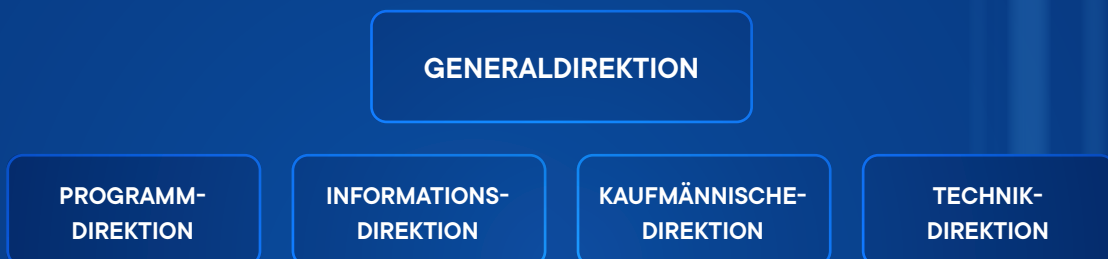 GENERALDIREKTION
PROGRAMM-
DIREKTION
INFORMATIONS-
DIREKTION
KAUFMÄNNISCHE-
DIREKTION
TECHNIK-
DIREKTION